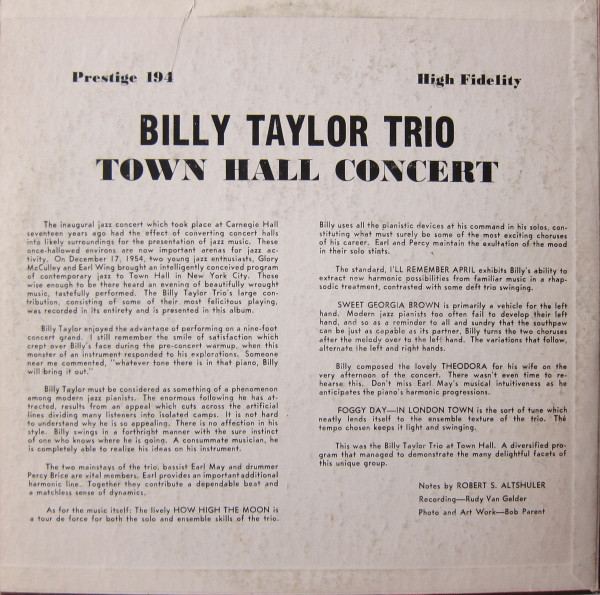 Prestige 194
High Fidelity
BILLY TAYLOR TRIO
TOWN HALL CONCERT
The inaugural jazz concert which took place at Carnegie Hall
seventeen years ago had the effect of converting concert halls
into likely surroundings for the presentation of jazz music. These
once-hallowed environs are now important arenas for jazz ac-
tivity. On December 17, 1954, two young jazz enthusiasts, Glory
McCulley and Earl Wing brought an intelligently conceived program
of contemporary jazz to Town Hall in New York City. Those
wise enough to be there heard an evening of beautifully wrought
music, tastefully performed. The Billy Taylor Trio's large con-
tribution, consisting of some of their most felicitous playing,
was recorded in its entirety and is presented in this album.
Billy Taylor enjoyed the advantage of performing on a nine-foot
concert grand. I still remember the smile of satisfaction which
crept over Billy's face during the pre-concert warmup, when this
monster of an instrument responded to his explorations. Someone
near me commented, "whatever tone there is in that piano, Billy
will bring it out."
Billy Taylor must be considered as something of a phenomenon
among modern jazz pianists. The enormous following he has at-
tracted, results from an appeal which cuts across the artificial
lines dividing many listeners into isolated camps. It is not hard
to understand why he is so appealing. There is no affection in his
style. Billy swings in a forthright manner with the sure instinct
of one who knows where he is going. A consummate musician, he
is completely able to realize his ideas on his instrument.
The two mainstays of the trio, bassist Earl May and drummer
Percy Brice are vital members. Earl provides an important additional
harmonic line. Together they contribute a dependable beat and
a matchless sense of dynamics.
As for the music itself: The lively HOW HIGH THE MOON is
a tour de force for both the solo and ensemble skills of the trio.
Billy uses all the pianistic devices at his command in his solos, con-
stituting what must surely be some of the most exciting choruses
of his career. Earl and Percy maintain the exultation of the mood
in their solo stints.
The standard, I'LL REMEMBER APRIL exhibits Billy's ability to
extract now harmonic possibilities from familiar music in a rhap-
sodic treatment, contrasted with some deft trio swinging.
SWEET GEORGIA BROWN is primarily a vehicle for the left
hand. Modern jazz pianists too often fail to develop their left
hand, and so as a reminder to all and sundry that the southpaw
can be just as capable as its partner, Billy turns the two choruses
after the melody over to the left hand. The variations that follow,
alternate the left and right hands.
Billy composed the lovely THEODORA for his wife on the
very afternoon of the concert. There wasn't even time to re-
hearse this. Don't miss Earl May's musical intuitiveness as he
anticipates the piano's harmonic progressions.
FOGGY DAY—IN LONDON TOWN is the sort of tune which
neatly lends itself to the ensemble texture of the trio. The
tempo chosen keeps it light and swinging.
This was the Billy Taylor Trio at Town Hall. A diversified pro-
gram that managed to demonstrate the many delightful facets of
this unique group.
Notes by ROBERT S. ALTSHULER
Recording—Rudy Van Gelder
Photo and Art Work—Bob Parent